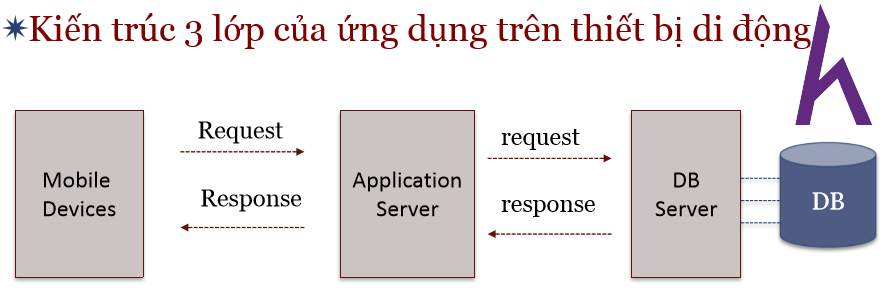 Kiến trúc 3 lớp của ứng dụng trên thiết bị di động
Mobile
Devices
Request
Response
Application
Server
request
response
DB
Server
DB